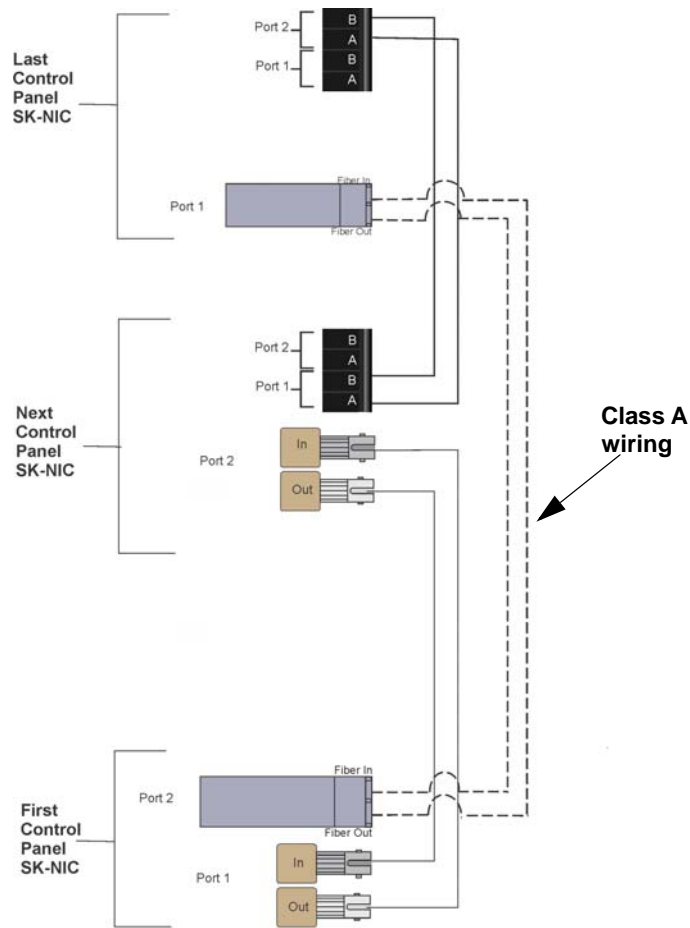 Last
Control
Panel
SK-NIC
Port 2
B
A
Port 1
B
A
Port 1
Fiber In
Fiber Out
Next
Control
Panel
SK-NIC
Port 2
B
A
Port 1
B
A
Port 2
In
Out
Class A
wiring
First
Control
Panel
SK-NIC
Port 2
Fiber In
Fiber Out
Port 1
In
Out